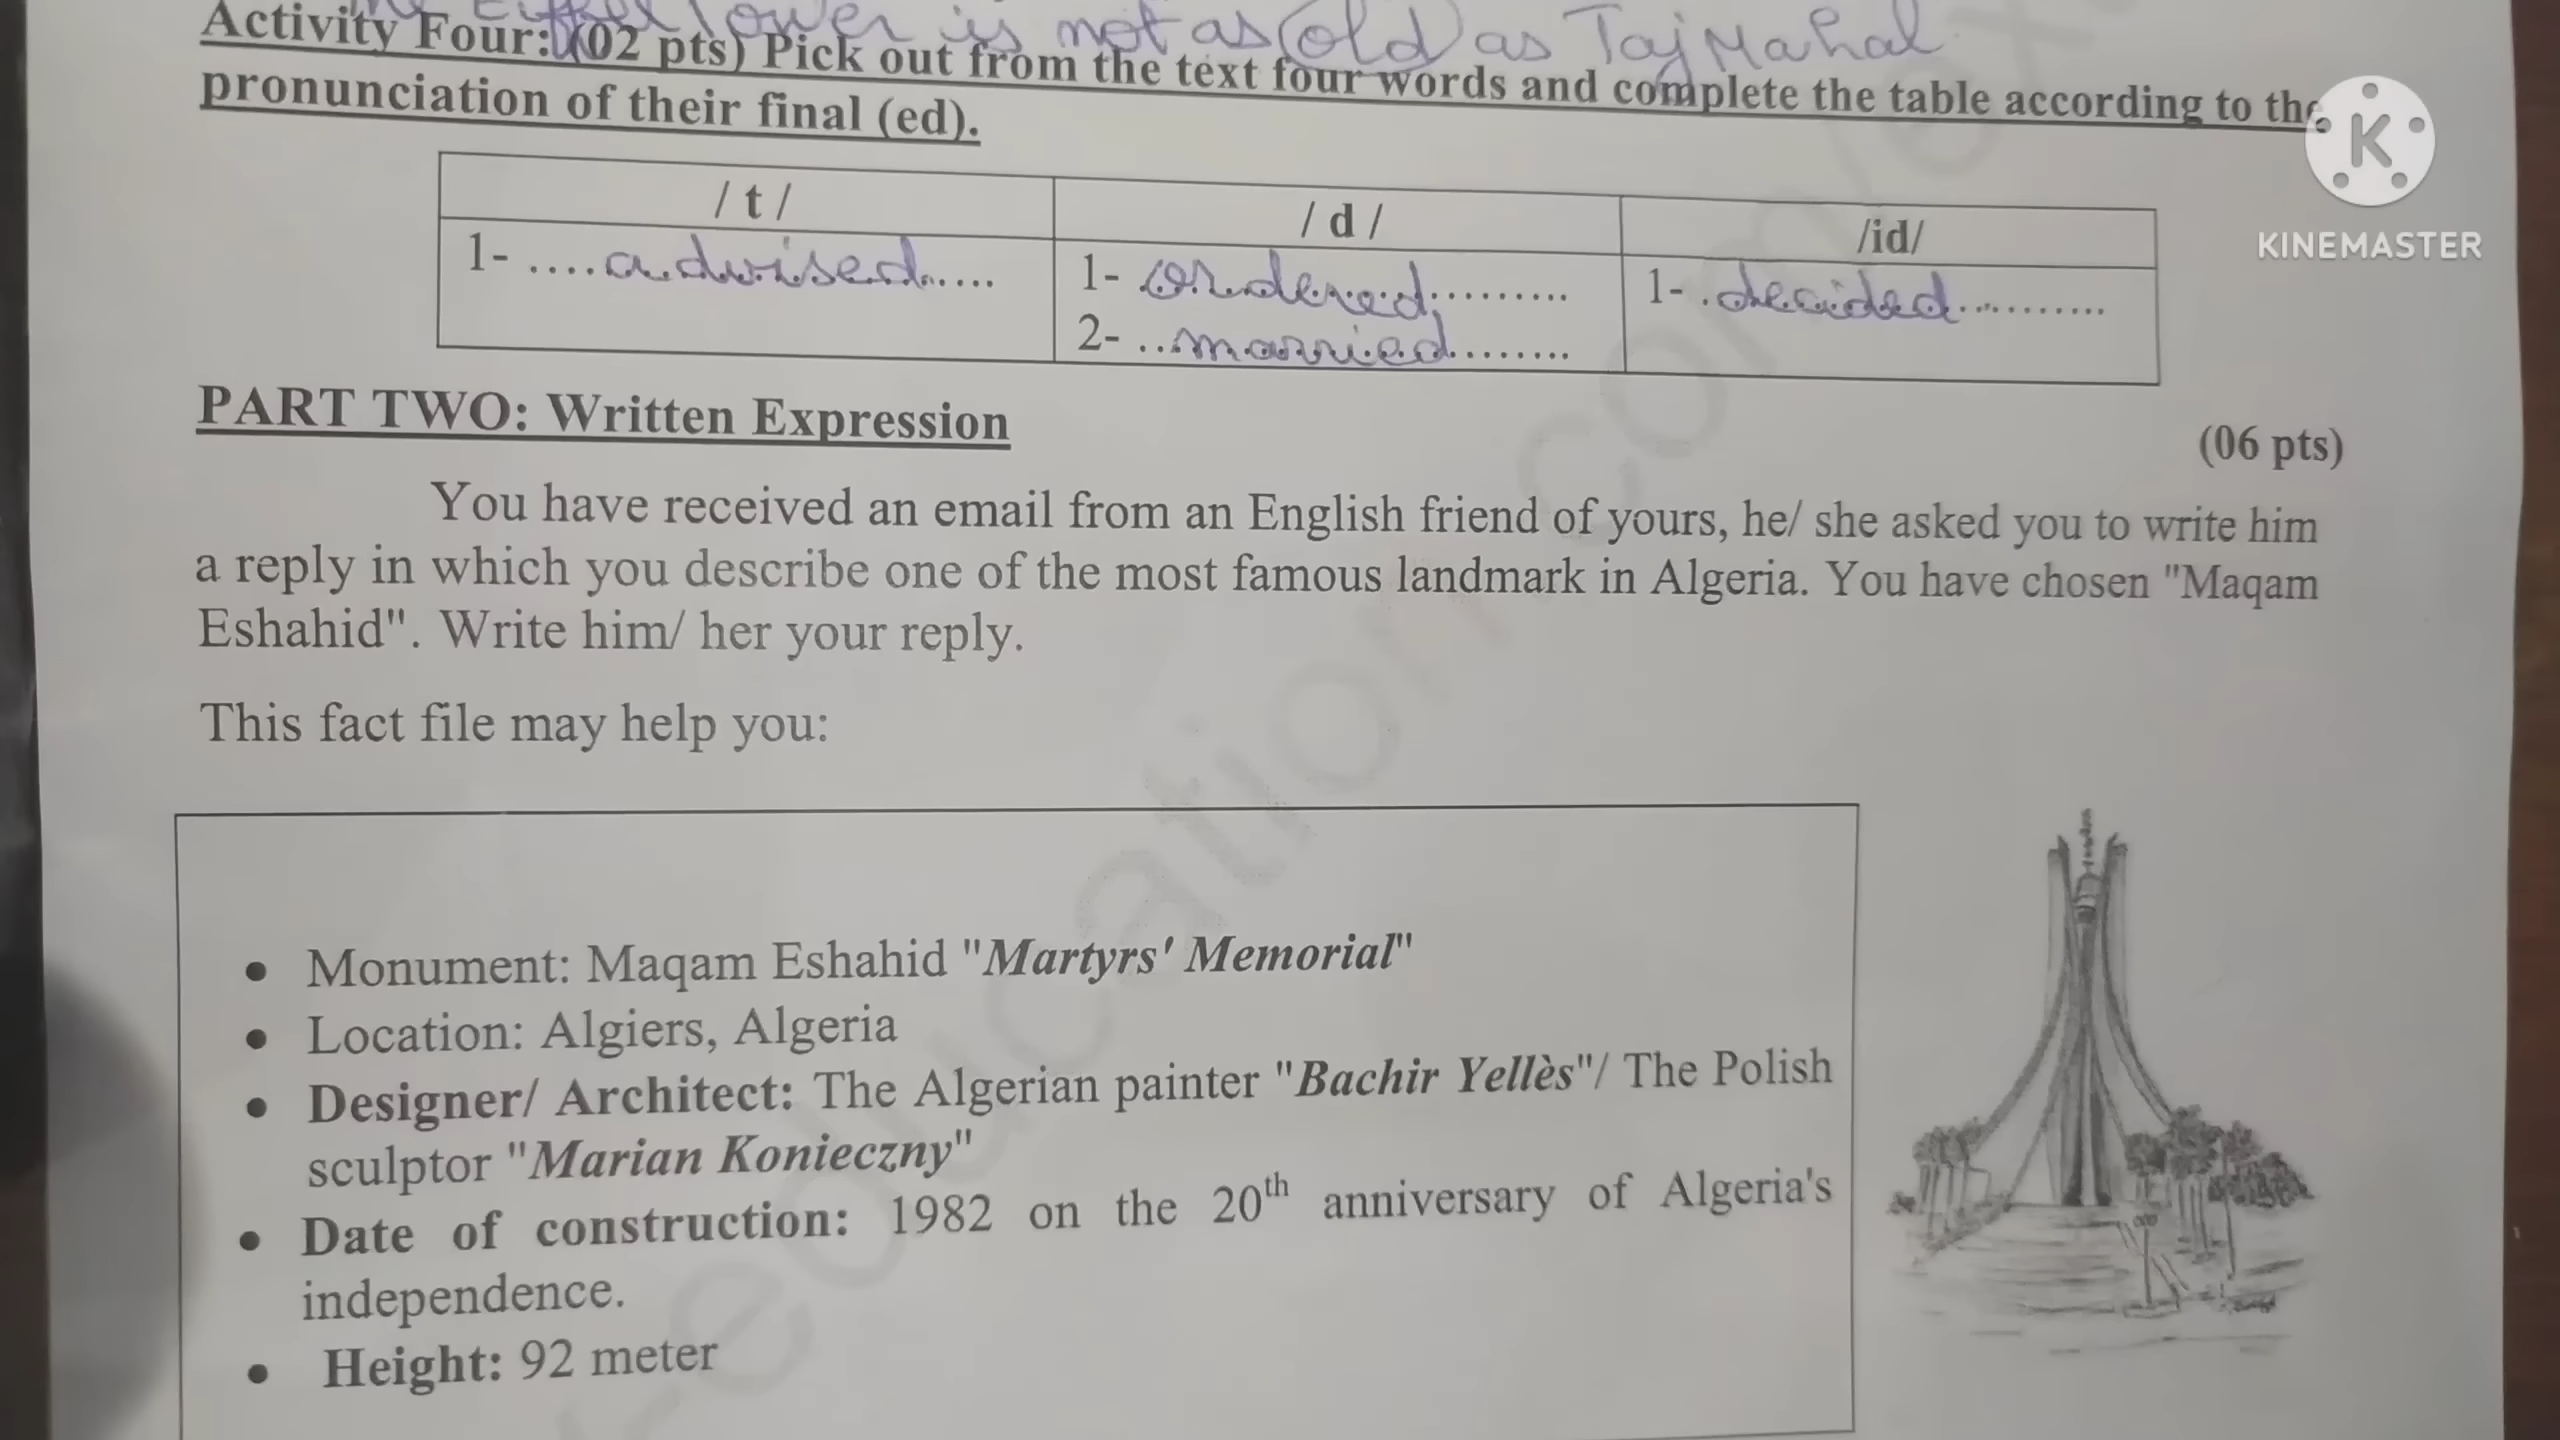 The Eiffel Tower is not as old as Taj Mahal
Activity Four: (02 pts) Pick out from the text four words and complete the table according to the
pronunciation of their final (ed).
/ t / / d / /id/
1- ....advised..... 1- ordered......... 1- .decided..........
2- ..married........
KINEMASTER
PART TWO: Written Expression
(06 pts)
You have received an email from an English friend of yours, he/ she asked you to write him
a reply in which you describe one of the most famous landmark in Algeria. You have chosen "Maqam
Eshahid". Write him/ her your reply.
This fact file may help you:
• Monument: Maqam Eshahid "Martyrs' Memorial"
• Location: Algiers, Algeria
• Designer/ Architect: The Algerian painter "Bachir Yellès"/ The Polish
sculptor "Marian Konieczny"
• Date of construction: 1982 on the 20th anniversary of Algeria's
independence.
• Height: 92 meter